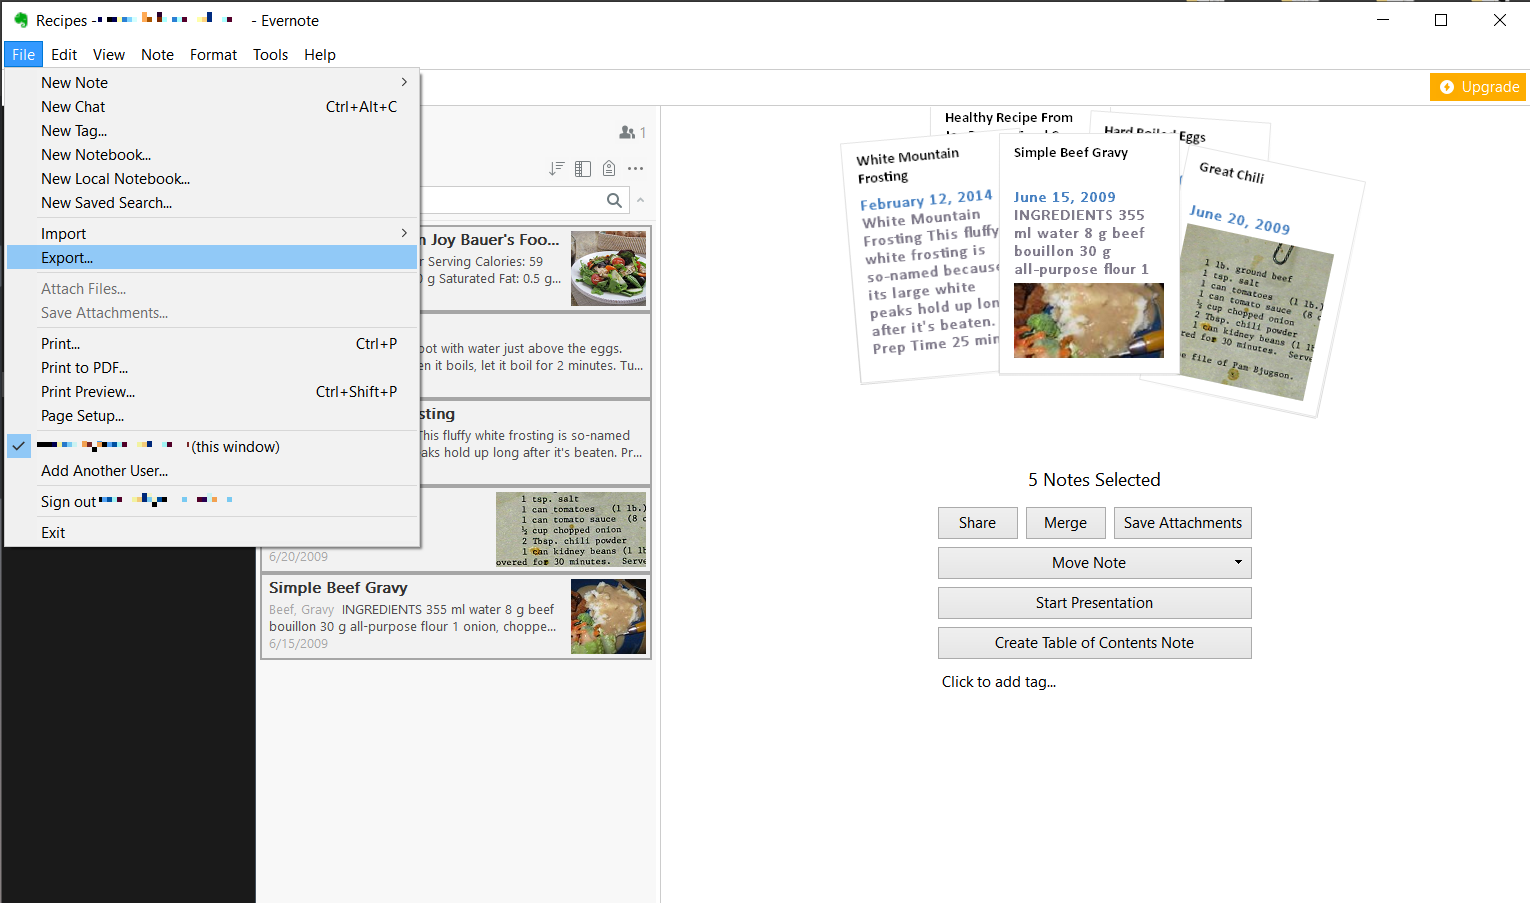 Recipes -
- Evernote
File Edit View Note Format Tools Help
New Note
New Chat Ctrl+Alt+C
New Tag...
New Notebook...
New Local Notebook...
New Saved Search...
Import
Export...
Attach Files...
Save Attachments...
Print... Ctrl+P
Print to PDF...
Print Preview... Ctrl+Shift+P
Page Setup...
(this window)
Add Another User...
Sign out
Exit
Upgrade
1
Joy Bauer's Foo...
Serving Calories: 59
g Saturated Fat: 0.5 g...
with water just above the eggs.
it boils, let it boil for 2 minutes. Tu...
This fluffy white frosting is so-named
hold up long after it's beaten. Pr...
1 tsp. salt
1 can tomatoes (1 lb.)
1 can tomato sauce (8
½ cup chopped onion
2 Tbsp. chili powder
1 can kidney beans (1
for 30 minutes.
6/20/2009
Simple Beef Gravy
Beef, Gravy INGREDIENTS 355 ml water 8 g beef
bouillon 30 g all-purpose flour 1 onion, choppe...
6/15/2009
Healthy Recipe From
Hard Boiled Eggs
White Mountain
Frosting
February 12, 2014
White Mountain
Frosting This fluffy
white frosting is
so-named because
its large white
peaks hold up long
after it's beaten.
Prep Time 25 min
Simple Beef Gravy
June 15, 2009
INGREDIENTS 355
ml water 8 g beef
bouillon 30 g
all-purpose flour 1
Great Chili
June 20, 2009
1 lb. ground beef
1 tsp. salt
1 can tomatoes (1 lb.)
1 can tomato sauce (8
½ cup chopped onion
2 Tbsp. chili powder
1 can kidney beans (1
for 30 minutes.
file of Pam Bjugson.
5 Notes Selected
Share Merge Save Attachments
Move Note
Start Presentation
Create Table of Contents Note
Click to add tag...